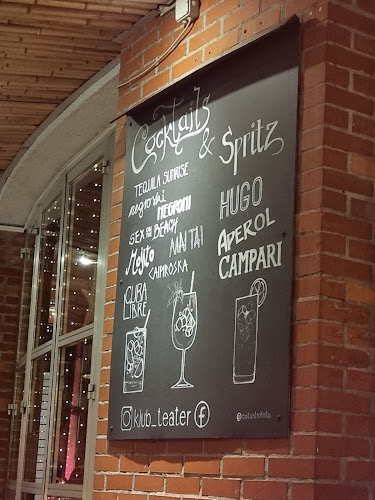 Cocktails
& Spritz
TEQUILA SUNRISE
negroni
NEGRONI
SEX ON THE BEACH
Mojito
MAI TAI
CAIPIROSKA
CUBA
LIBRE
HUGO
APEROL
CAMPARI
klub_teater